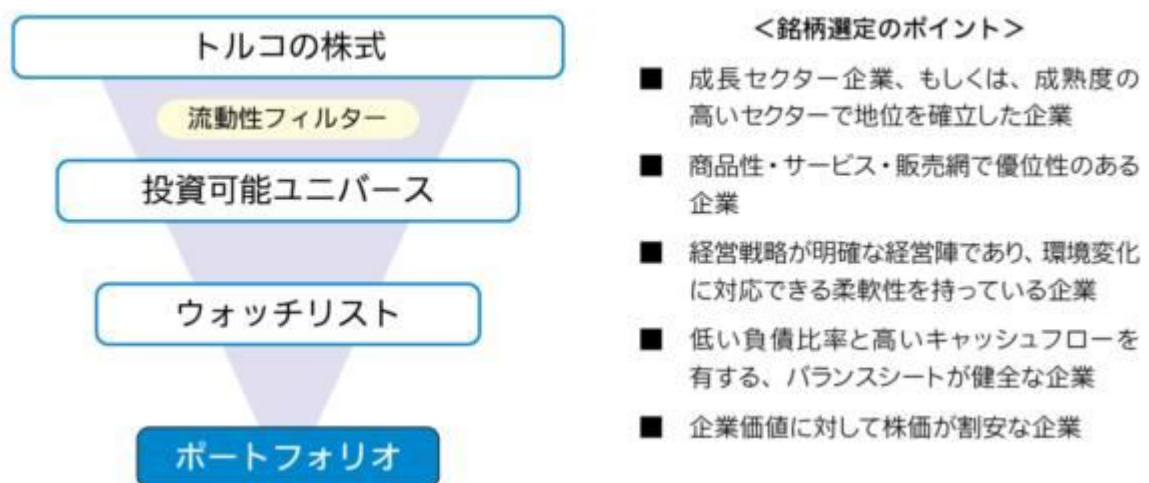 トルコの株式
流動性フィルター
投資可能ユニバース
ウォッチリスト
ポートフォリオ
＜銘柄選定のポイント＞
■ 成長セクター企業、もしくは、成熟度の
高いセクターで地位を確立した企業
■ 商品性・サービス・販売網で優位性のある
企業
■ 経営戦略が明確な経営陣であり、環境変化
に対応できる柔軟性を持っている企業
■ 低い負債比率と高いキャッシュフローを
有する、バランスシートが健全な企業
■ 企業価値に対して株価が割安な企業